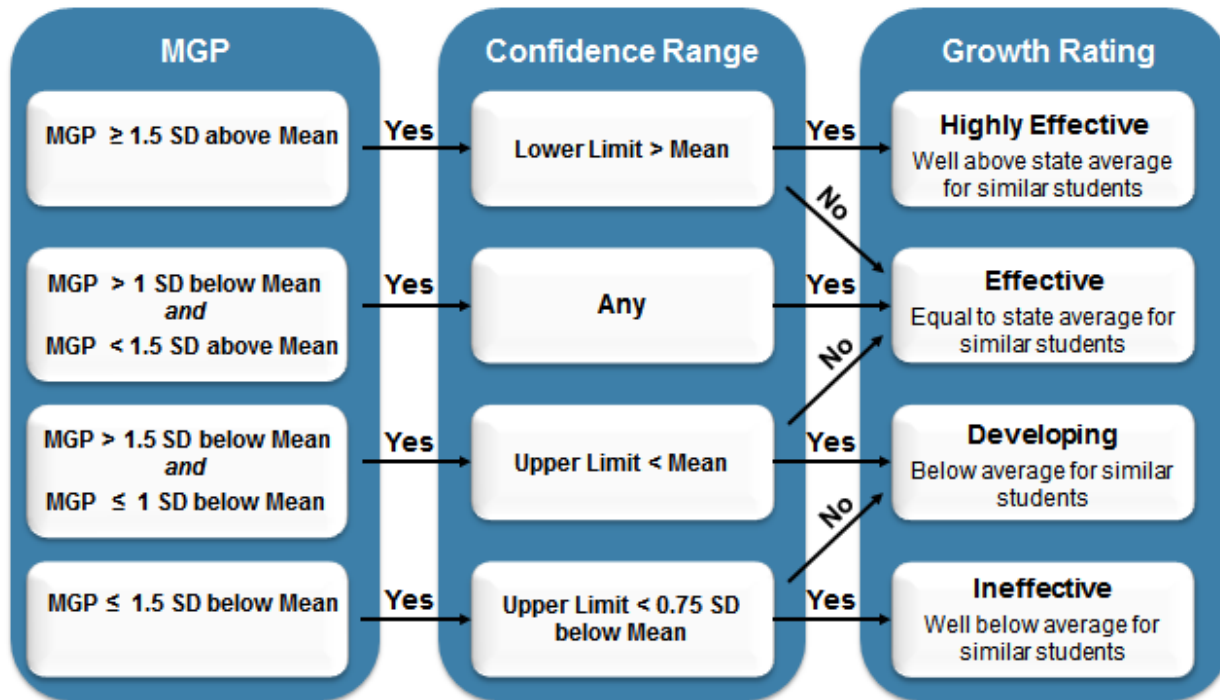 MGP
MGP ≥ 1.5 SD above Mean
MGP > 1 SD below Mean
and
MGP < 1.5 SD above Mean
MGP > 1.5 SD below Mean
and
MGP ≤ 1 SD below Mean
MGP ≤ 1.5 SD below Mean
Yes
Yes
Yes
Yes
Confidence Range
Lower Limit > Mean
Any
Upper Limit < Mean
Upper Limit < 0.75 SD
below Mean
Yes
No
Yes
No
Yes
No
Yes
Growth Rating
Highly Effective
Well above state average
for similar students
Effective
Equal to state average for
similar students
Developing
Below average for similar
students
Ineffective
Well below average for
similar students